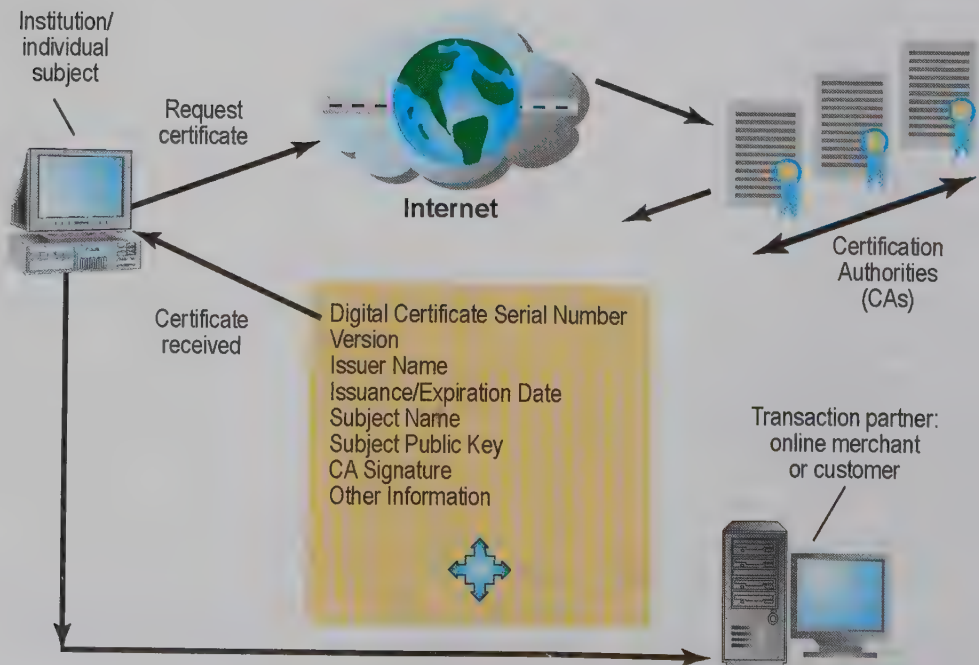 Institution/
individual
subject
Request
certificate
Internet
Certification
Authorities
(CAs)
Certificate
received
Digital Certificate Serial Number
Version
Issuer Name
Issuance/Expiration Date
Subject Name
Subject Public Key
CA Signature
Other Information
Transaction partner:
online merchant
or customer